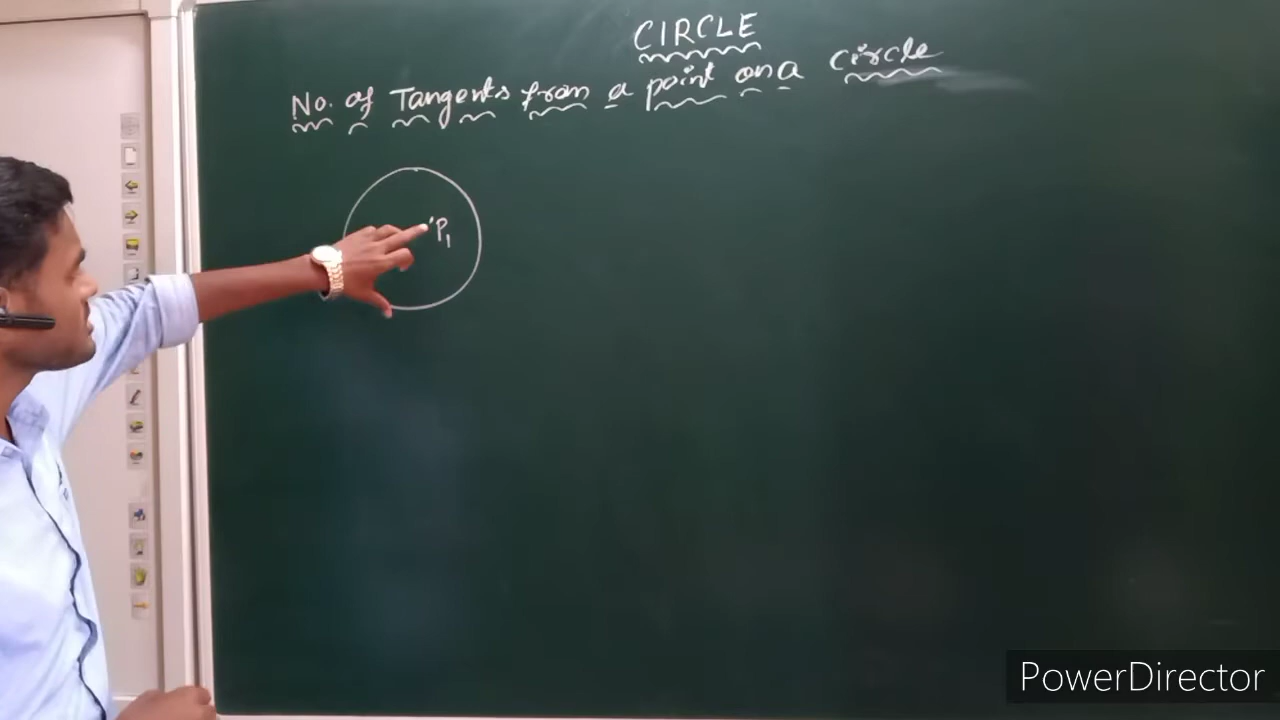 CIRCLE
No. of Tangents from a point on a circle
P1
PowerDirector